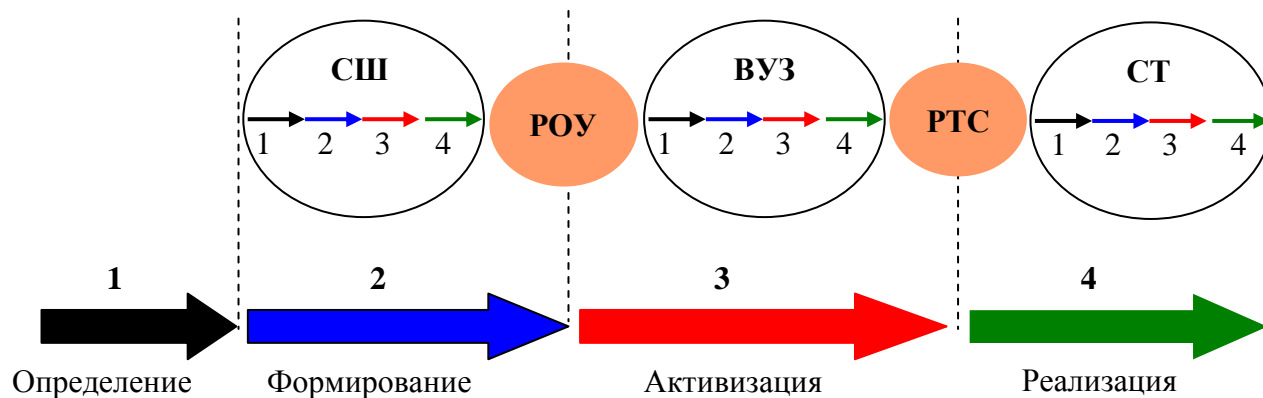 СШ
ВУЗ
СТ
РОУ
РТС
1 2 3 4
1 2 3 4
1 2 3 4
1
2
3
4
Определение
Формирование
Активизация
Реализация